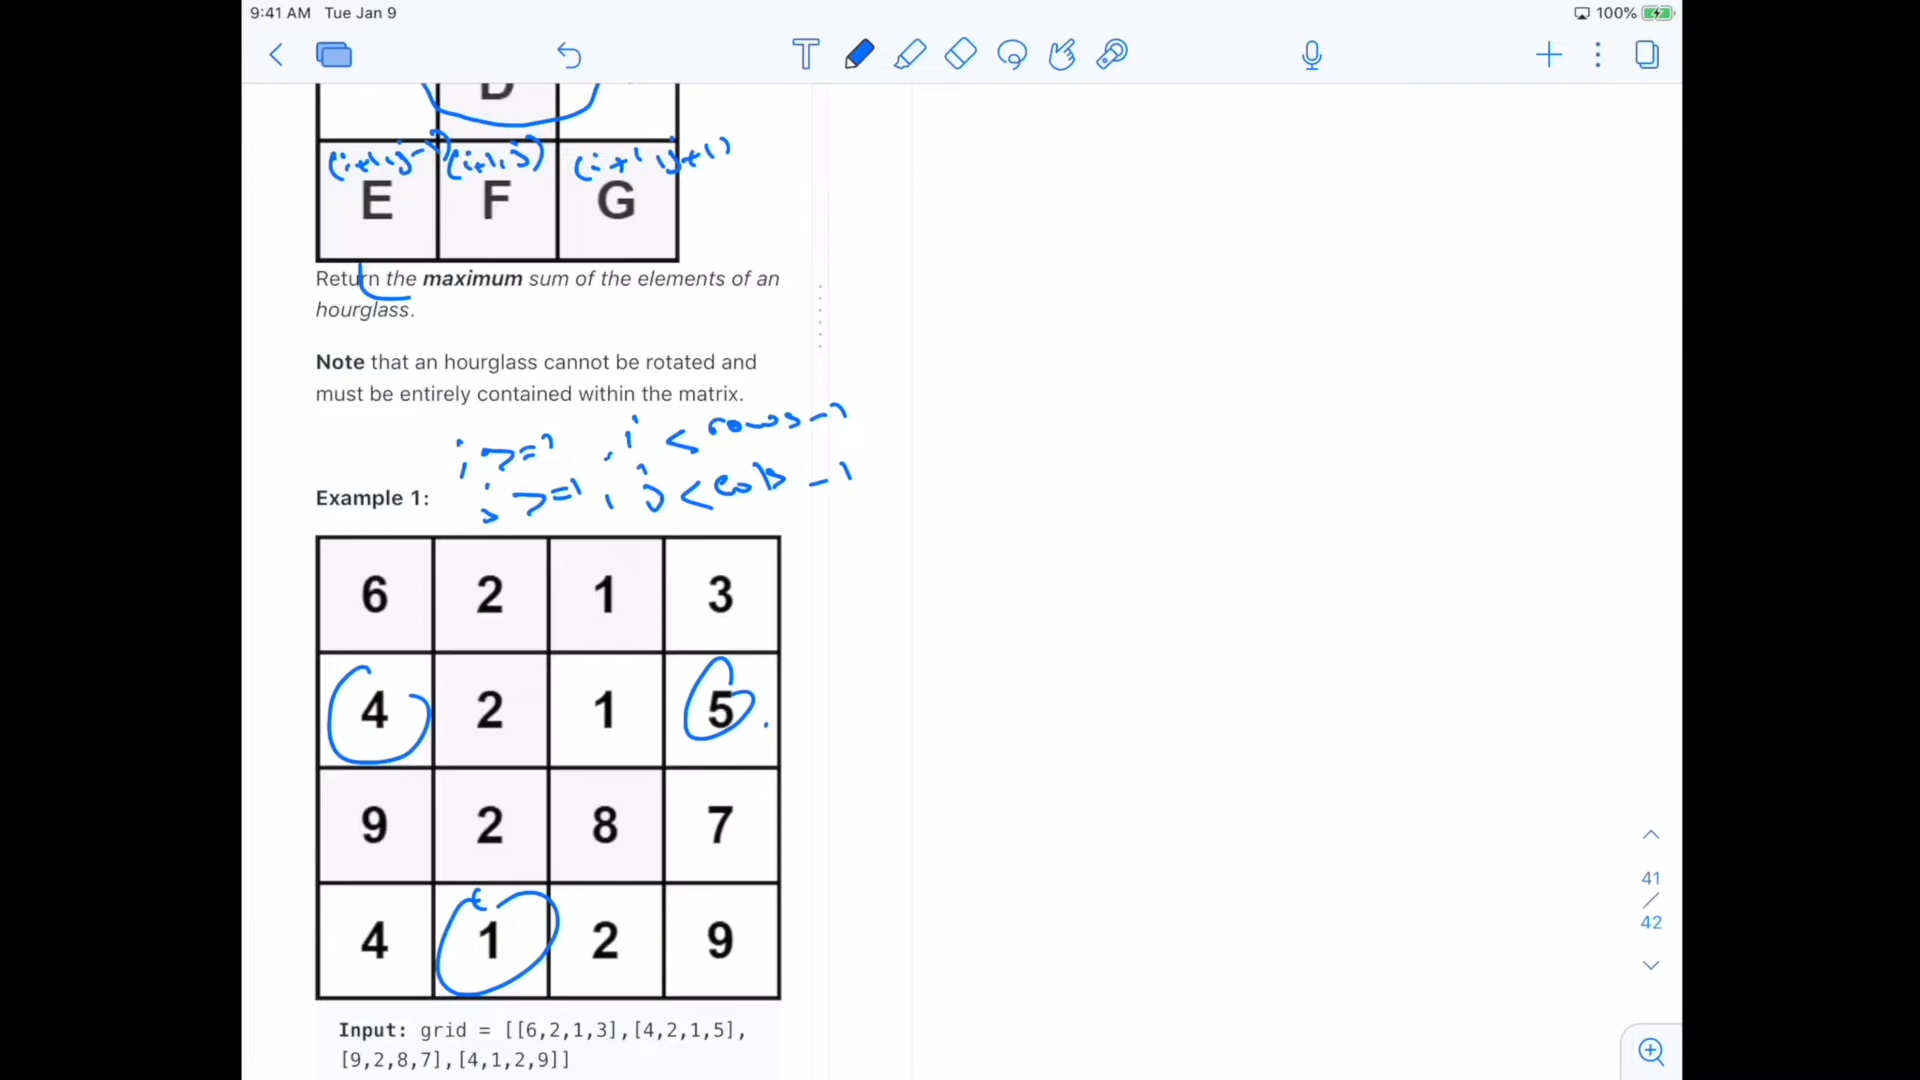 9:41 AM Tue Jan 9
100%
T
D
(i+1,j-1) (i+1,j) (i+1,j+1)
E F G
Return the maximum sum of the elements of an
hourglass.
Note that an hourglass cannot be rotated and
must be entirely contained within the matrix.
i >=1 , i < rows-1
j >=1 , j < cols -1
Example 1:
6 2 1 3
4 2 1 5
9 2 8 7
4 1 2 9
41
/
42
Input: grid = [[6,2,1,3],[4,2,1,5],
[9,2,8,7],[4,1,2,9]]